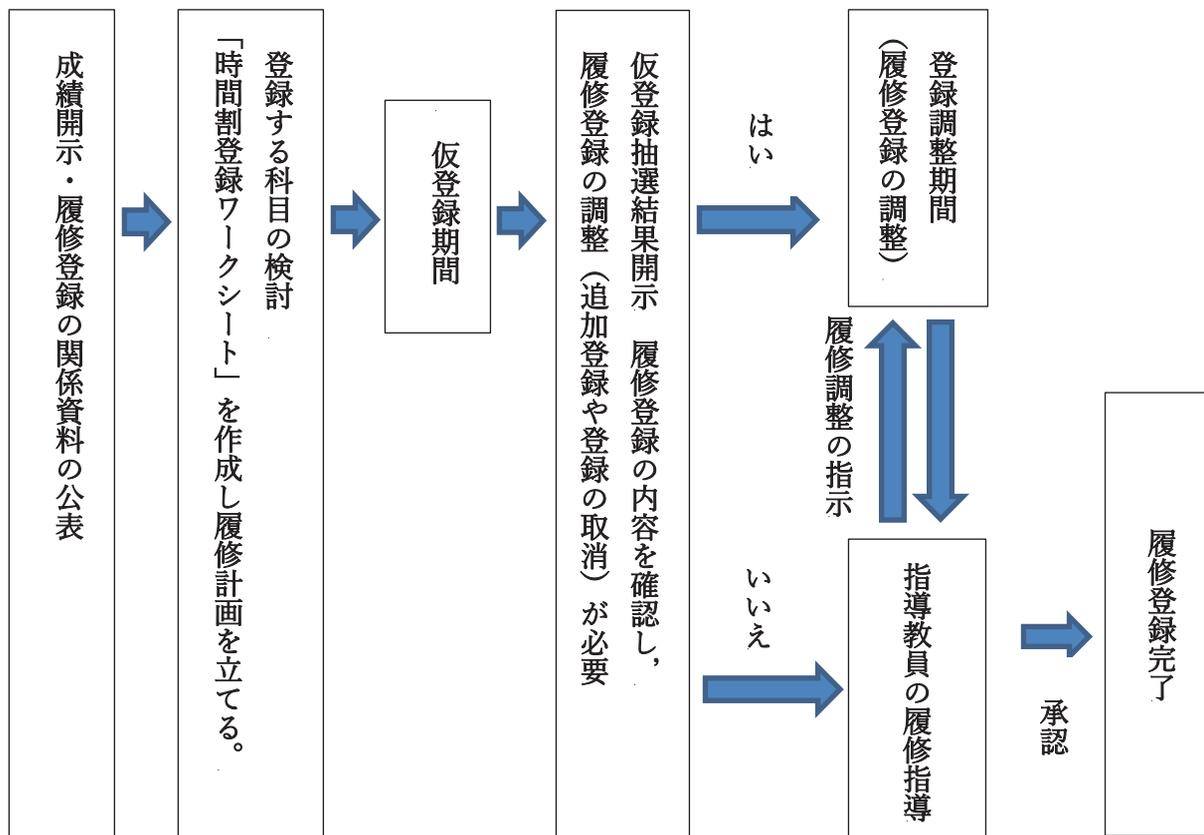 成績開示・履修登録の関係資料の公表
登録する科目の検討
「時間割登録ワークシート」を作成し履修計画を立てる。
仮登録期間
仮登録抽選結果開示　履修登録の内容を確認し，
履修登録の調整（追加登録や登録の取消）が必要
はい
いいえ
登録調整期間
（履修登録の調整）
履修調整の指示
指導教員の履修指導
承認
履修登録完了